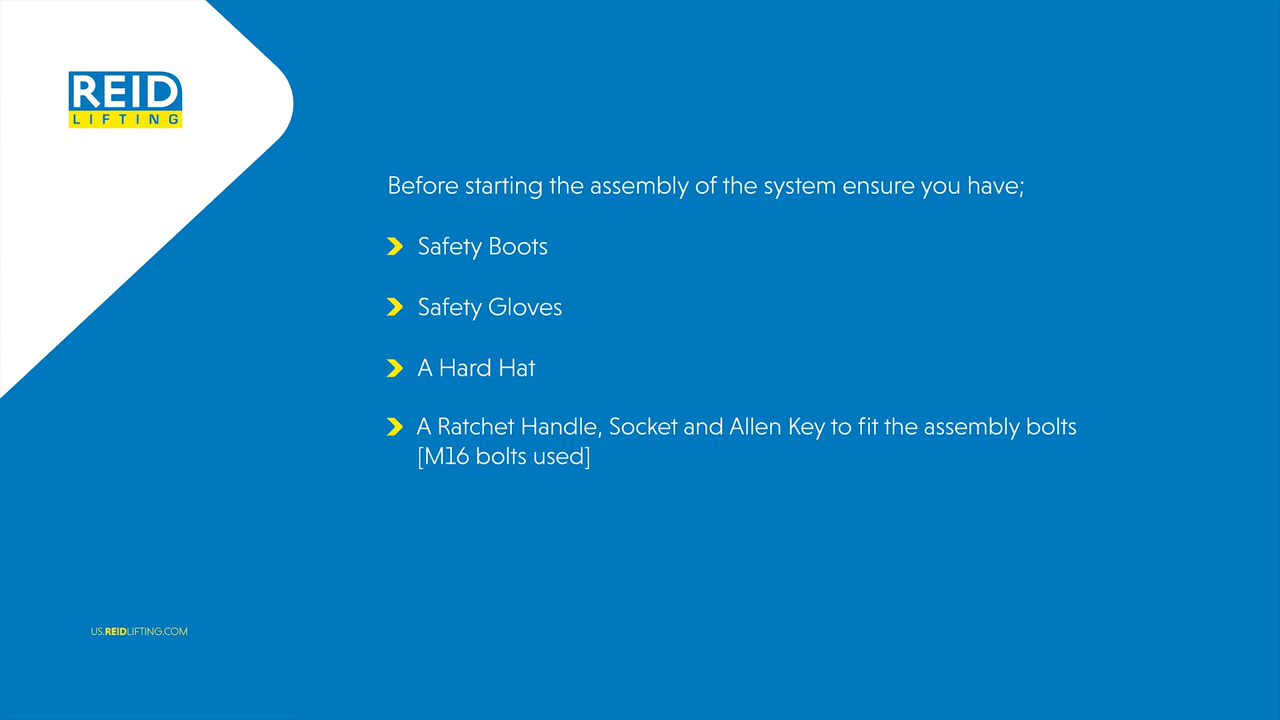 REID
LIFTING
Before starting the assembly of the system ensure you have;
Safety Boots
Safety Gloves
A Hard Hat
A Ratchet Handle, Socket and Allen Key to fit the assembly bolts
[M16 bolts used]
US.REIDLIFTING.COM